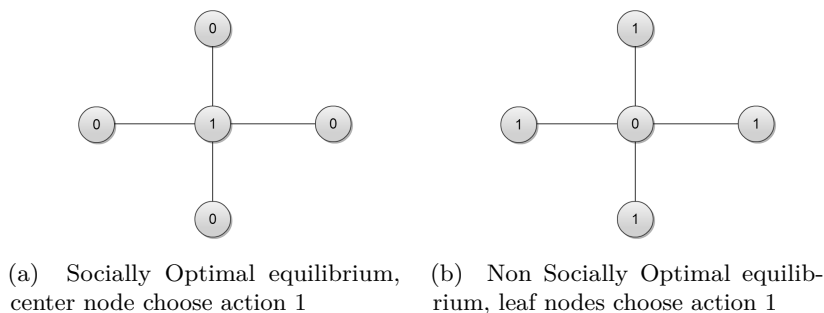 0
0 1 0
0
(a) Socially Optimal equilibrium,
center node choose action 1
1
1 0 1
1
(b) Non Socially Optimal equilib-
rium, leaf nodes choose action 1